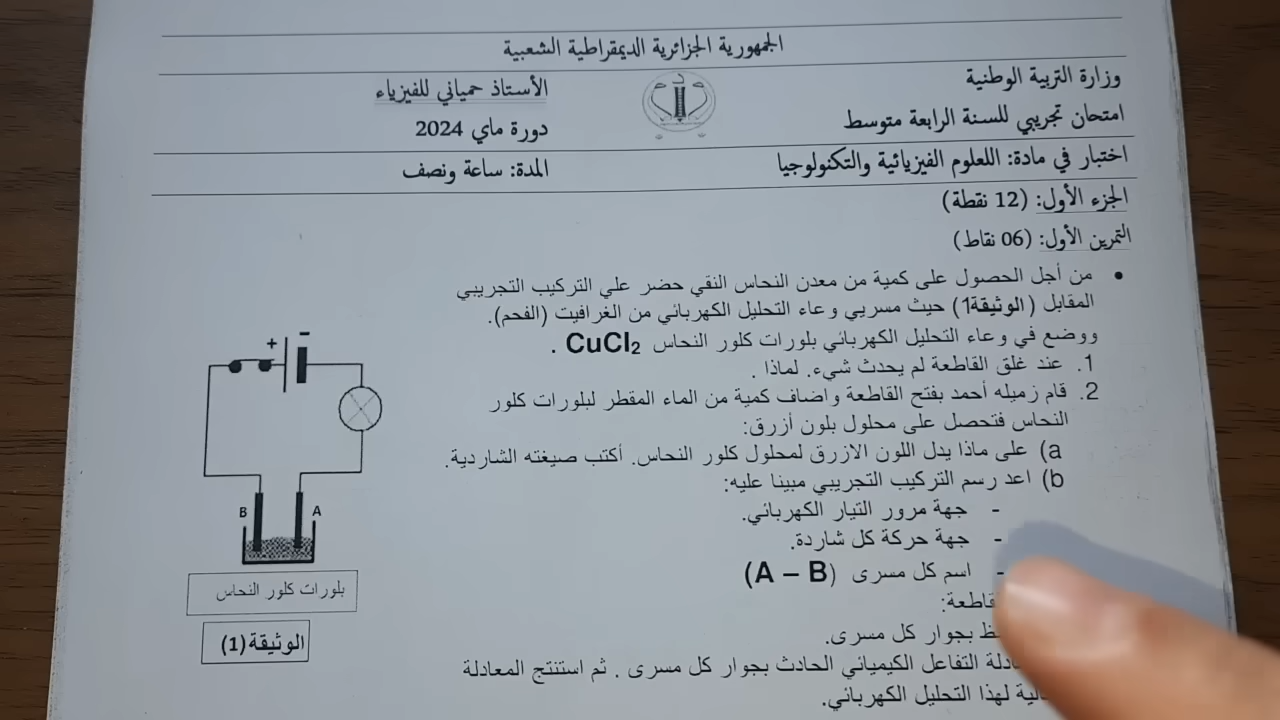 الجمهورية الجزائرية الديمقراطية الشعبية
وزارة التربية الوطنية
الأستاذ حمياني للفيزياء
امتحان تجريبي للسنة الرابعة متوسط
دورة ماي 2024
اختبار في مادة: اللعلوم الفيزيائية والتكنولوجيا
المدة: ساعة ونصف
الجزء الأول: (12 نقطة)
التمرين الأول: (06 نقاط)
• من أجل الحصول على كمية من معدن النحاس النقي حضر علي التركيب التجريبي
المقابل (الوثيقة1) حيث مسريي وعاء التحليل الكهربائي من الغرافيت (الفحم).
ووضع في وعاء التحليل الكهربائي بلورات كلور النحاس CuCl₂ .
1. عند غلق القاطعة لم يحدث شيء. لماذا .
2. قام زميله أحمد بفتح القاطعة واضاف كمية من الماء المقطر لبلورات كلور
النحاس فتحصل على محلول بلون أزرق:
a) على ماذا يدل اللون الازرق لمحلول كلور النحاس. أكتب صيغته الشاردية.
b) اعد رسم التركيب التجريبي مبينا عليه:
- جهة مرور التيار الكهربائي.
- جهة حركة كل شاردة.
- اسم كل مسرى (A – B)
بجوار كل مسرى.
التفاعل الكيميائي الحادث بجوار كل مسرى . ثم استنتج المعادلة
لهذا التحليل الكهربائي.
+ -
B A
بلورات كلور النحاس
الوثيقة(1)